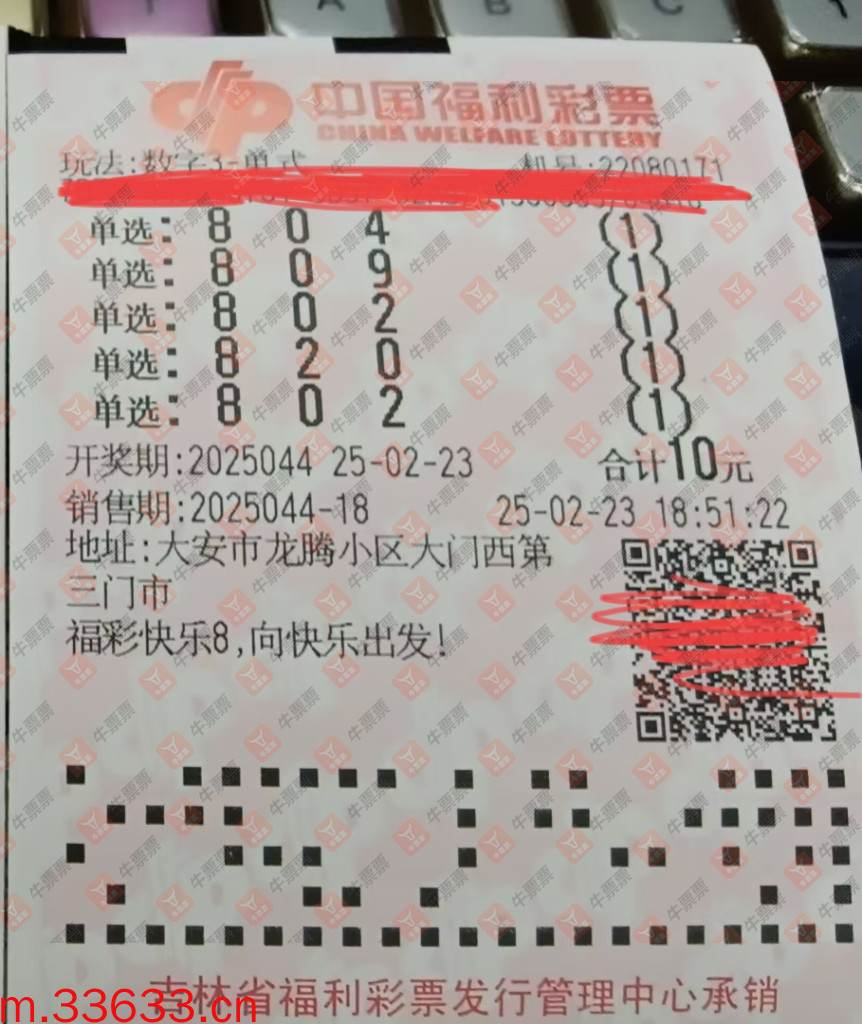 中国福利彩票
CHINA WELFARE LOTTERY
玩法:数字3-单式 机号:22080171
单选: 8 0 4 (1)
单选: 8 0 9 (1)
单选: 8 0 2 (1)
单选: 8 2 0 (1)
单选: 8 0 2 (1)
开奖期:2025044 25-02-23 合计10元
销售期:2025044-18 25-02-23 18:51:22
地址:大安市龙腾小区大门西第
三门市
福彩快乐8,向快乐出发!
吉林省福利彩票发行管理中心承销
m.33633.cn
牛票票